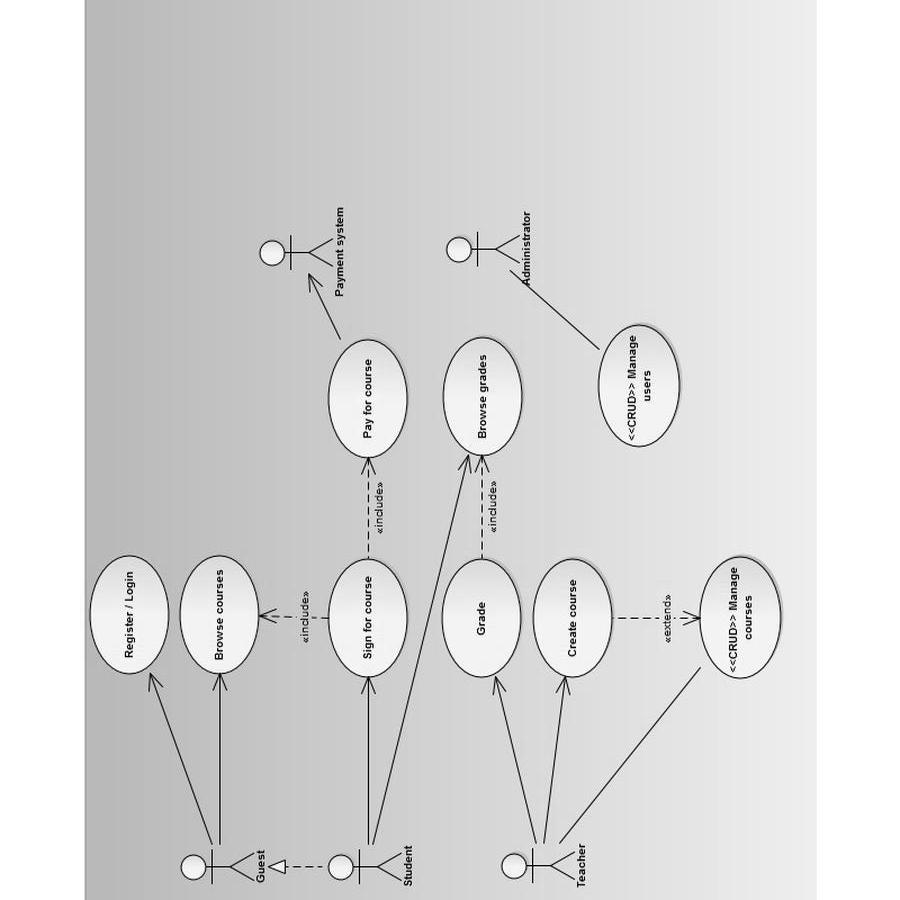 Register / Login
Browse courses
«include»
Guest
Sign for course
«include»
Pay for course
Payment system
Student
Grade
«include»
Browse grades
Administrator
Create course
Teacher
«extend»
<<CRUD>> Manage
users
<<CRUD>> Manage
courses